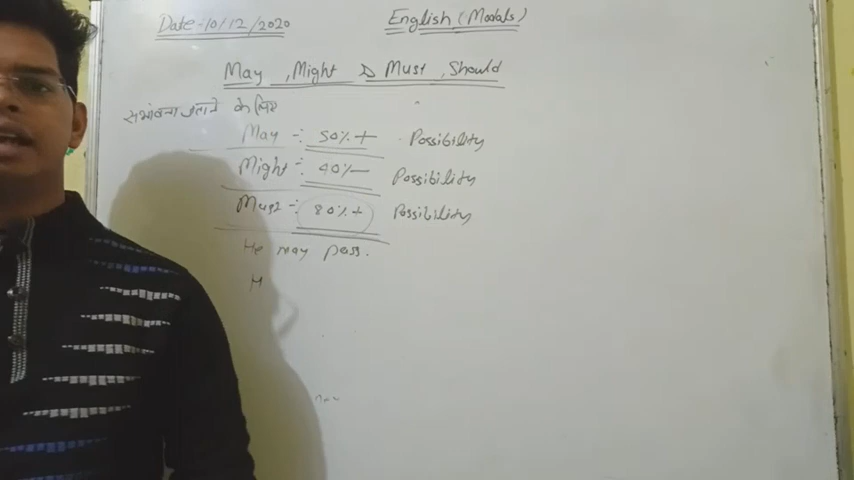 Date - 10/12/2020 English (Modals)
May , Might & Must , Should
संभावना जताने के लिए
May -: 50%+ Possibility
Might -: 40%- Possibility
Must -: 80%+ Possibility
He may pass.
H